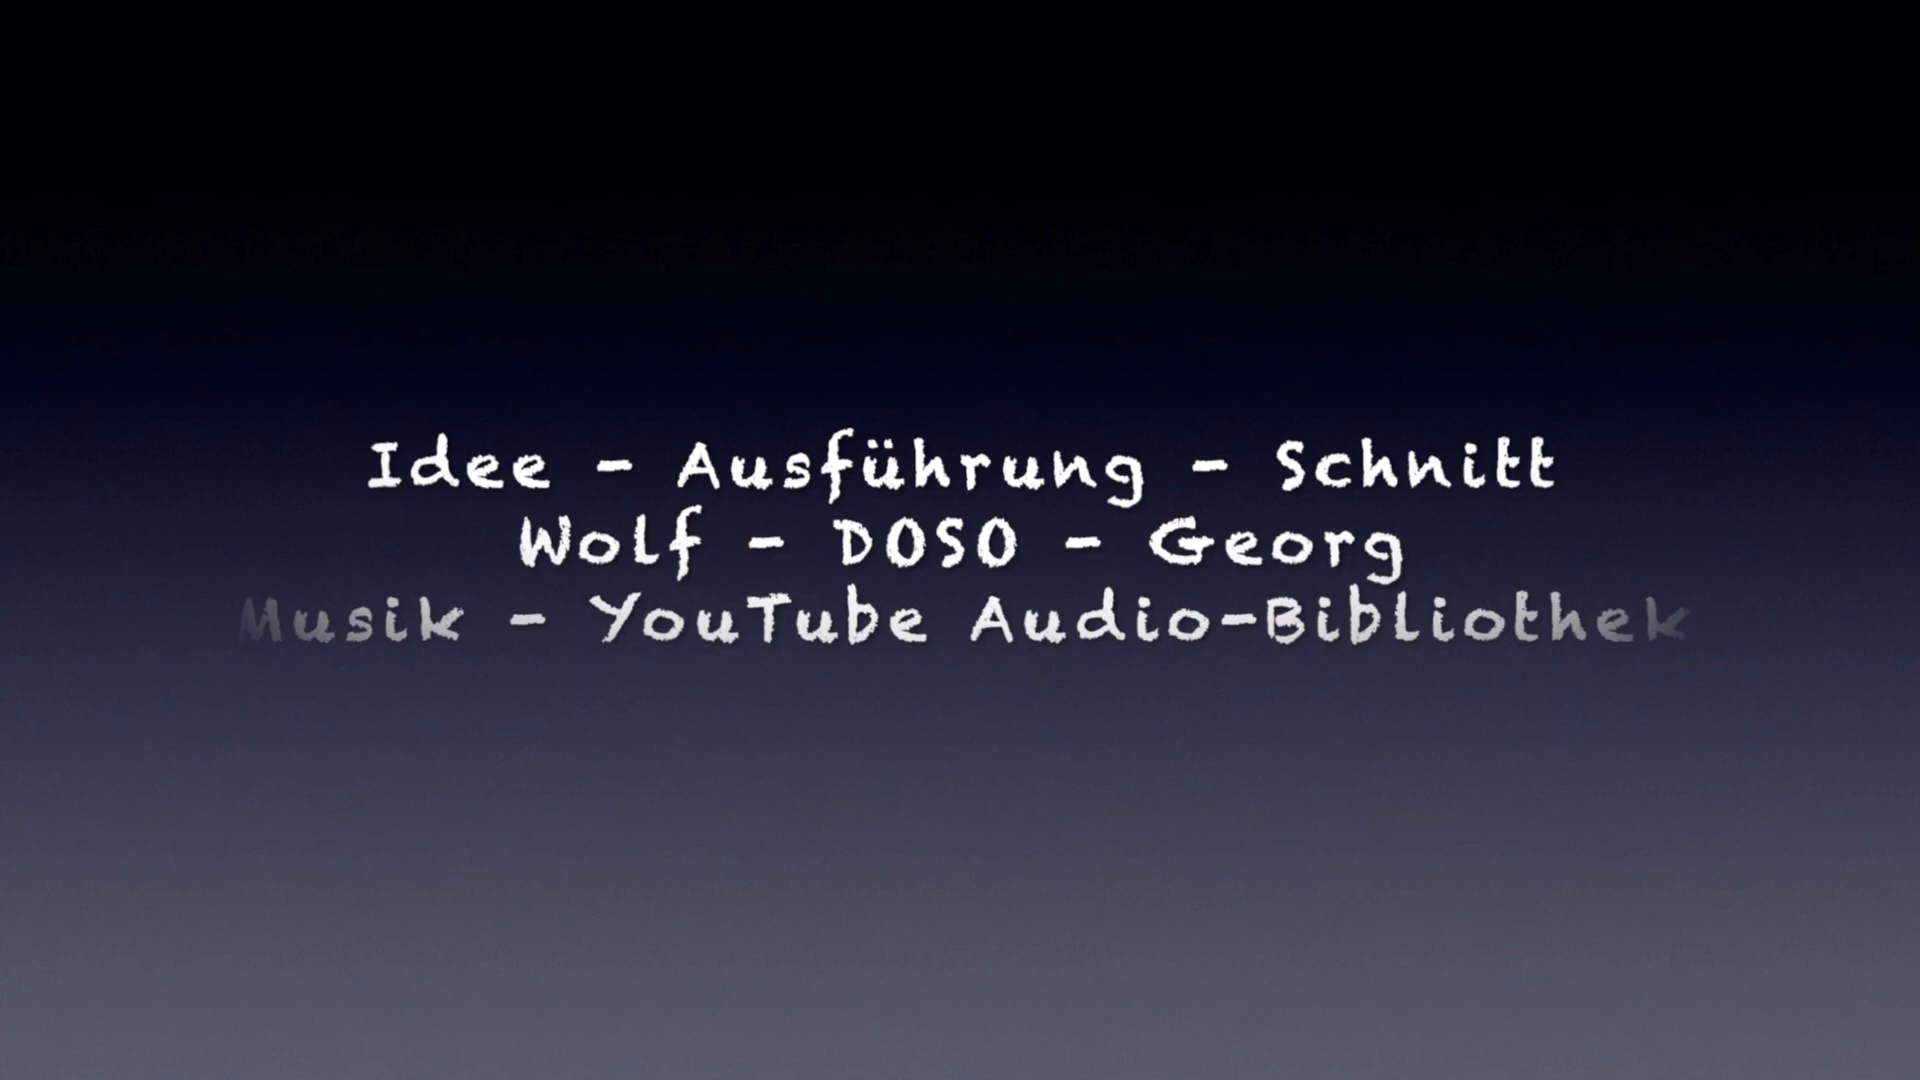 Idee - Ausführung - Schnitt
Wolf - DOSO - Georg
Musik - YouTube Audio-Bibliothek